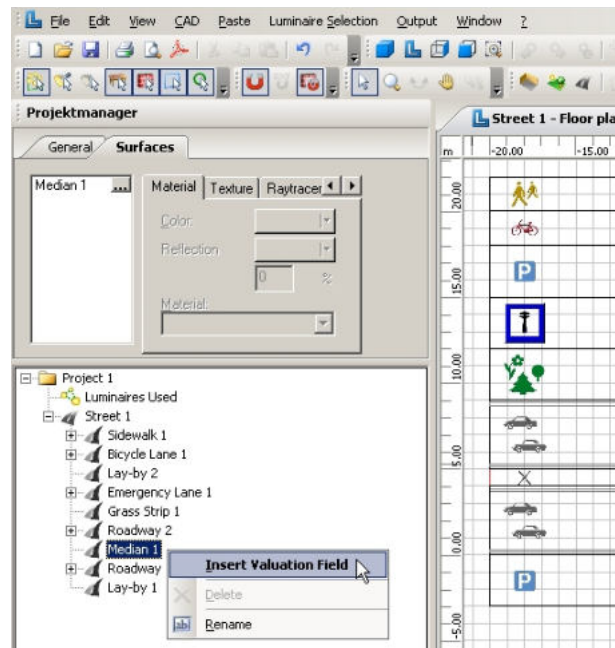 File Edit View CAD Paste Luminaire Selection Output Window ?
Projektmanager
General Surfaces
Median 1 ...
Material Texture Raytracer
Color:
Reflection
0 %
Material:
Project 1
Luminaires Used
Street 1
Sidewalk 1
Bicycle Lane 1
Lay-by 2
Emergency Lane 1
Grass Strip 1
Roadway 2
Median 1
Roadway
Lay-by 1
Insert Valuation Field
Delete
ab Rename
Street 1 - Floor pla
m -20.00 -15.00
20.00
15.00
P
10.00
5.00
0.00
P
-5.00